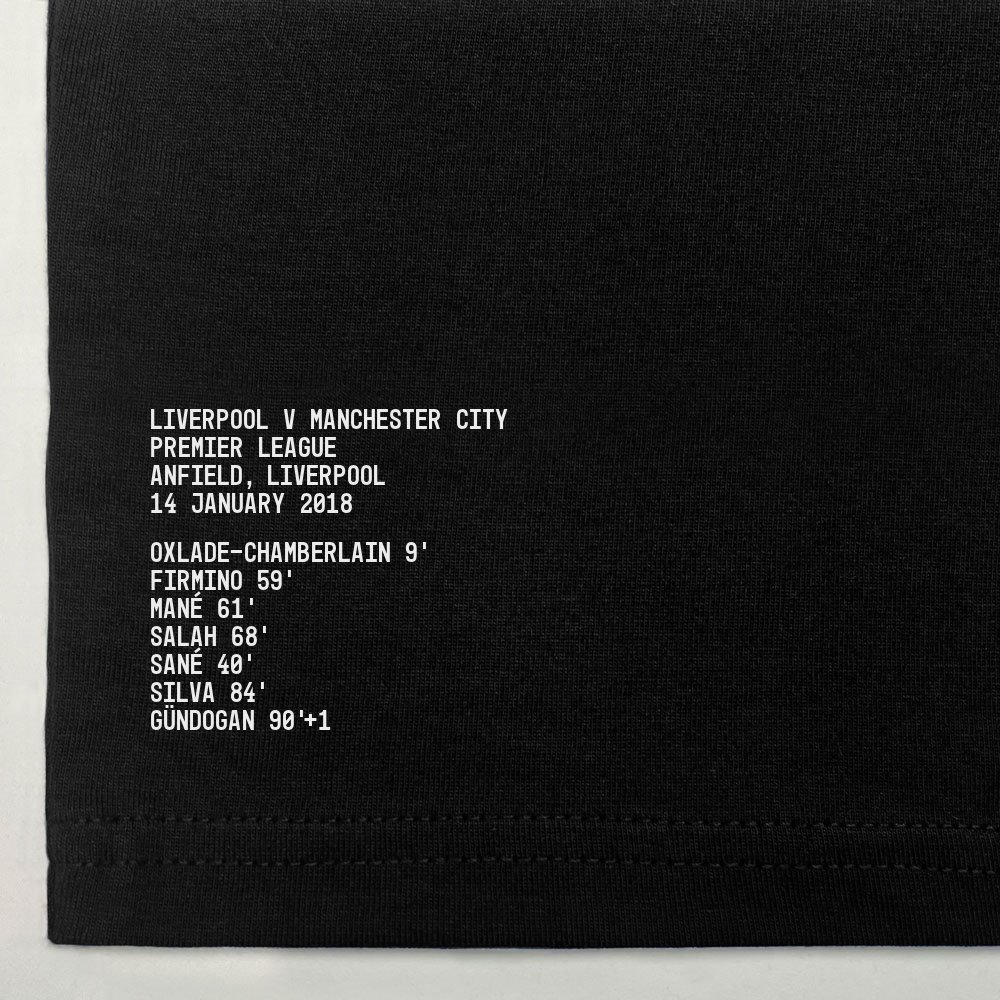 LIVERPOOL V MANCHESTER CITY
PREMIER LEAGUE
ANFIELD, LIVERPOOL
14 JANUARY 2018
OXLADE-CHAMBERLAIN 9'
FIRMINO 59'
MANÉ 61'
SALAH 68'
SANÉ 40'
SILVA 84'
GÜNDOGAN 90'+1